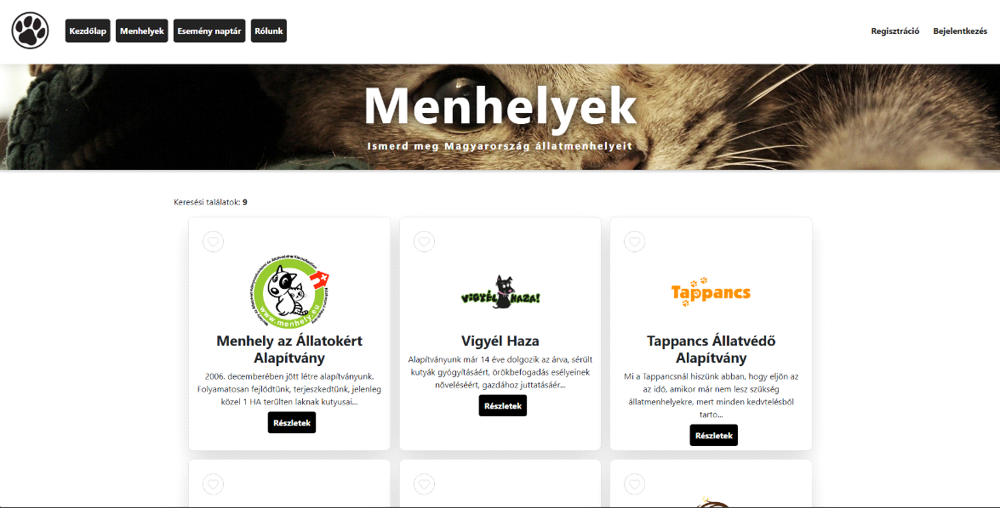 Kezdőlap Menhelyek Esemény naptár Rólunk Regisztráció Bejelentkezés
Menhelyek
Ismerd meg Magyarország állatmenhelyeit
Keresési találatok: 9
www.menhely.eu
Menhely az Állatokért
Alapítvány
2006. decemberében jött létre alapítványunk.
Folyamatosan fejlődtünk, terjeszkedtünk, jelenleg
közel 1 HA terülten laknak kutyusai...
Részletek
VIGYÉL HAZA!
Vigyél Haza
Alapítványunk már 14 éve dolgozik az árva, sérült
kutyák gyógyításáért, örökbefogadás esélyeinek
növeléséért, gazdához juttatásáér...
Részletek
Tappancs
Tappancs Állatvédő
Alapítvány
Mi a Tappancsnál hiszünk abban, hogy eljön az
az idő, amikor már nem lesz szükség
állatmenhelyekre, mert minden kedvtelésből
tarto...
Részletek